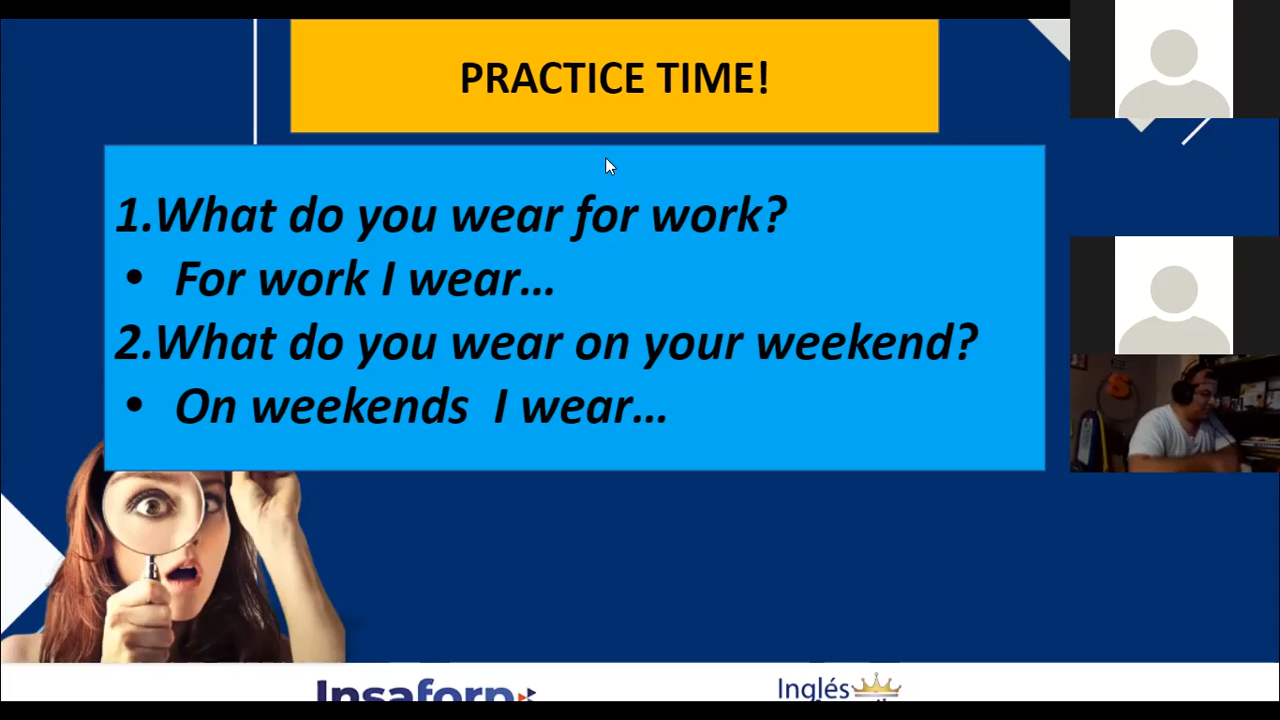 PRACTICE TIME!
1.What do you wear for work?
• For work I wear...
2.What do you wear on your weekend?
• On weekends I wear...
Insaforp
Inglés